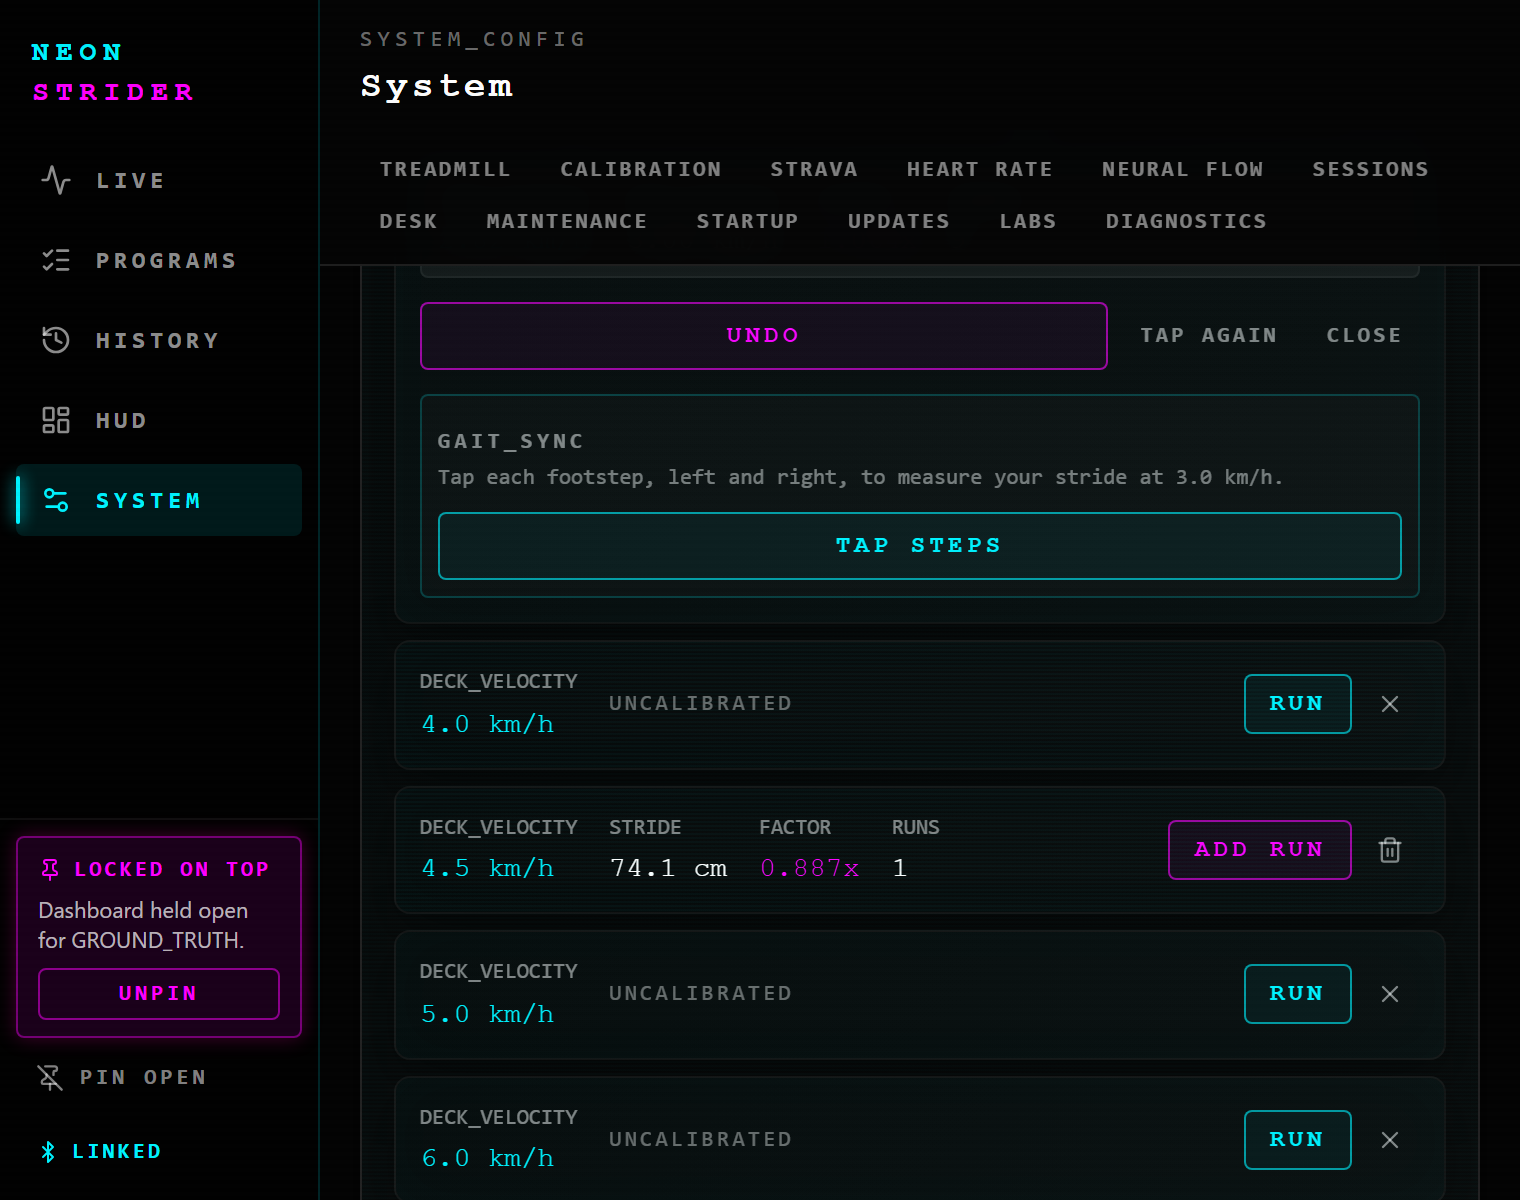 NEON
STRIDER
LIVE
PROGRAMS
HISTORY
HUD
SYSTEM
LOCKED ON TOP
Dashboard held open
for GROUND_TRUTH.
UNPIN
PIN OPEN
LINKED
SYSTEM_CONFIG
System
TREADMILL CALIBRATION STRAVA HEART RATE NEURAL FLOW SESSIONS
DESK MAINTENANCE STARTUP UPDATES LABS DIAGNOSTICS
UNDO TAP AGAIN CLOSE
GAIT_SYNC
Tap each footstep, left and right, to measure your stride at 3.0 km/h.
TAP STEPS
DECK_VELOCITY
4.0 km/h UNCALIBRATED RUN
DECK_VELOCITY STRIDE FACTOR RUNS
4.5 km/h 74.1 cm 0.887x 1 ADD RUN
DECK_VELOCITY
5.0 km/h UNCALIBRATED RUN
DECK_VELOCITY
6.0 km/h UNCALIBRATED RUN